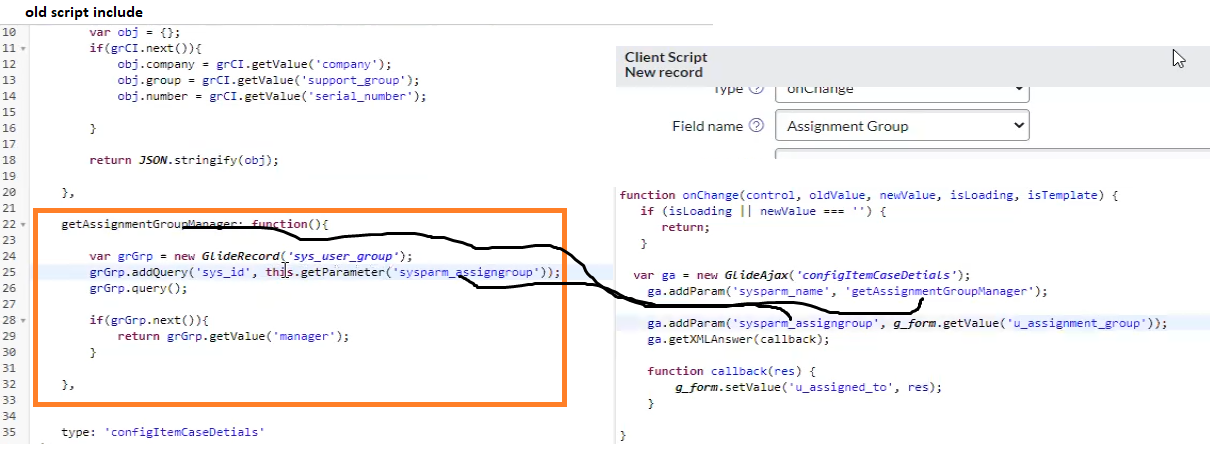 old script include
10 var obj = {};
11 if(grCI.next()){
12 obj.company = grCI.getValue('company');
13 obj.group = grCI.getValue('support_group');
14 obj.number = grCI.getValue('serial_number');
15
16 }
17
18 return JSON.stringify(obj);
19
20 },
21
22 getAssignmentGroupManager: function(){
23
24 var grGrp = new GlideRecord('sys_user_group');
25 grGrp.addQuery('sys_id', this.getParameter('sysparm_assigngroup'));
26 grGrp.query();
27
28 if(grGrp.next()){
29 return grGrp.getValue('manager');
30 }
31
32 },
33
34
35 type: 'configItemCaseDetials'
Client Script
New record
Type onChange
Field name Assignment Group
function onChange(control, oldValue, newValue, isLoading, isTemplate) {
if (isLoading || newValue === '') {
return;
}
var ga = new GlideAjax('configItemCaseDetials');
ga.addParam('sysparm_name', 'getAssignmentGroupManager');
ga.addParam('sysparm_assigngroup', g_form.getValue('u_assignment_group'));
ga.getXMLAnswer(callback);
function callback(res) {
g_form.setValue('u_assigned_to', res);
}
}